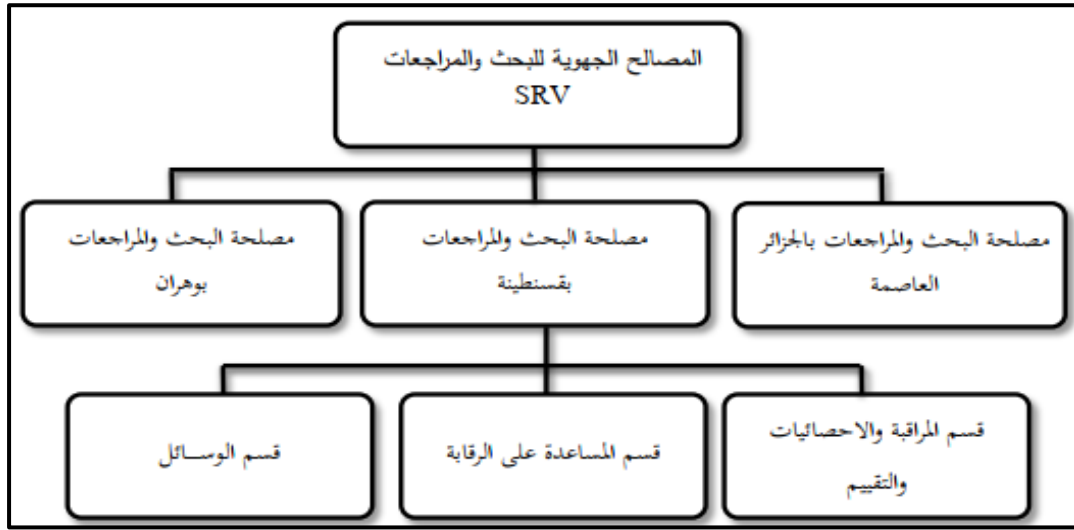 المصالح الجهوية للبحث والمراجعات
SRV
مصلحة البحث والمراجعات بالجزائر
العاصمة
مصلحة البحث والمراجعات
بقسنطينة
مصلحة البحث والمراجعات
بوهران
قسم المراقبة والاحصائيات
والتقييم
قسم المساعدة على الرقابة
قسم الوســـائل